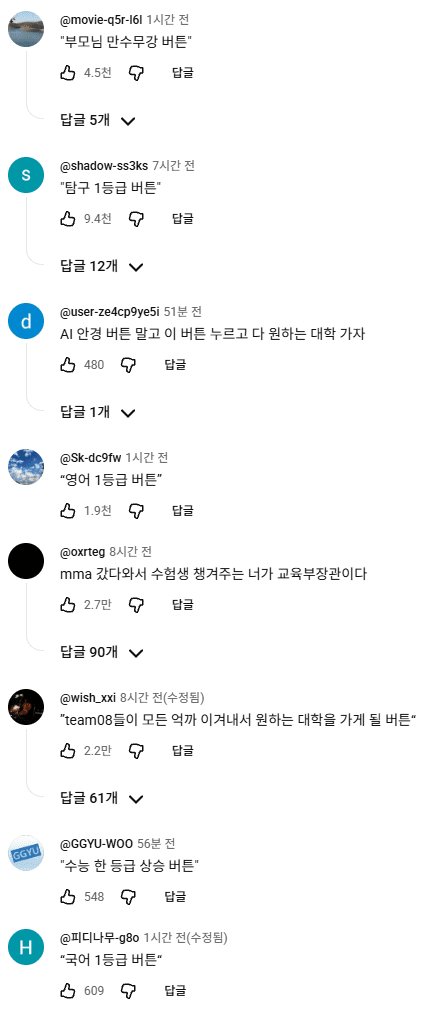 @movie-q5r-l6l 1시간 전
"부모님 만수무강 버튼"
4.5천 답글
답글 5개
s
@shadow-ss3ks 7시간 전
"탐구 1등급 버튼"
9.4천 답글
답글 12개
d
@user-ze4cp9ye5i 51분 전
AI 안경 버튼 말고 이 버튼 누르고 다 원하는 대학 가자
480 답글
답글 1개
@Sk-dc9fw 1시간 전
“영어 1등급 버튼”
1.9천 답글
@oxrteg 8시간 전
mma 갔다와서 수험생 챙겨주는 너가 교육부장관이다
2.7만 답글
답글 90개
@wish_xxi 8시간 전(수정됨)
”team08들이 모든 억까 이겨내서 원하는 대학을 가게 될 버튼“
2.2만 답글
답글 61개
GGYU
@GGYU-WOO 56분 전
"수능 한 등급 상승 버튼"
548 답글
H
@피디나무-g8o 1시간 전(수정됨)
“국어 1등급 버튼“
609 답글